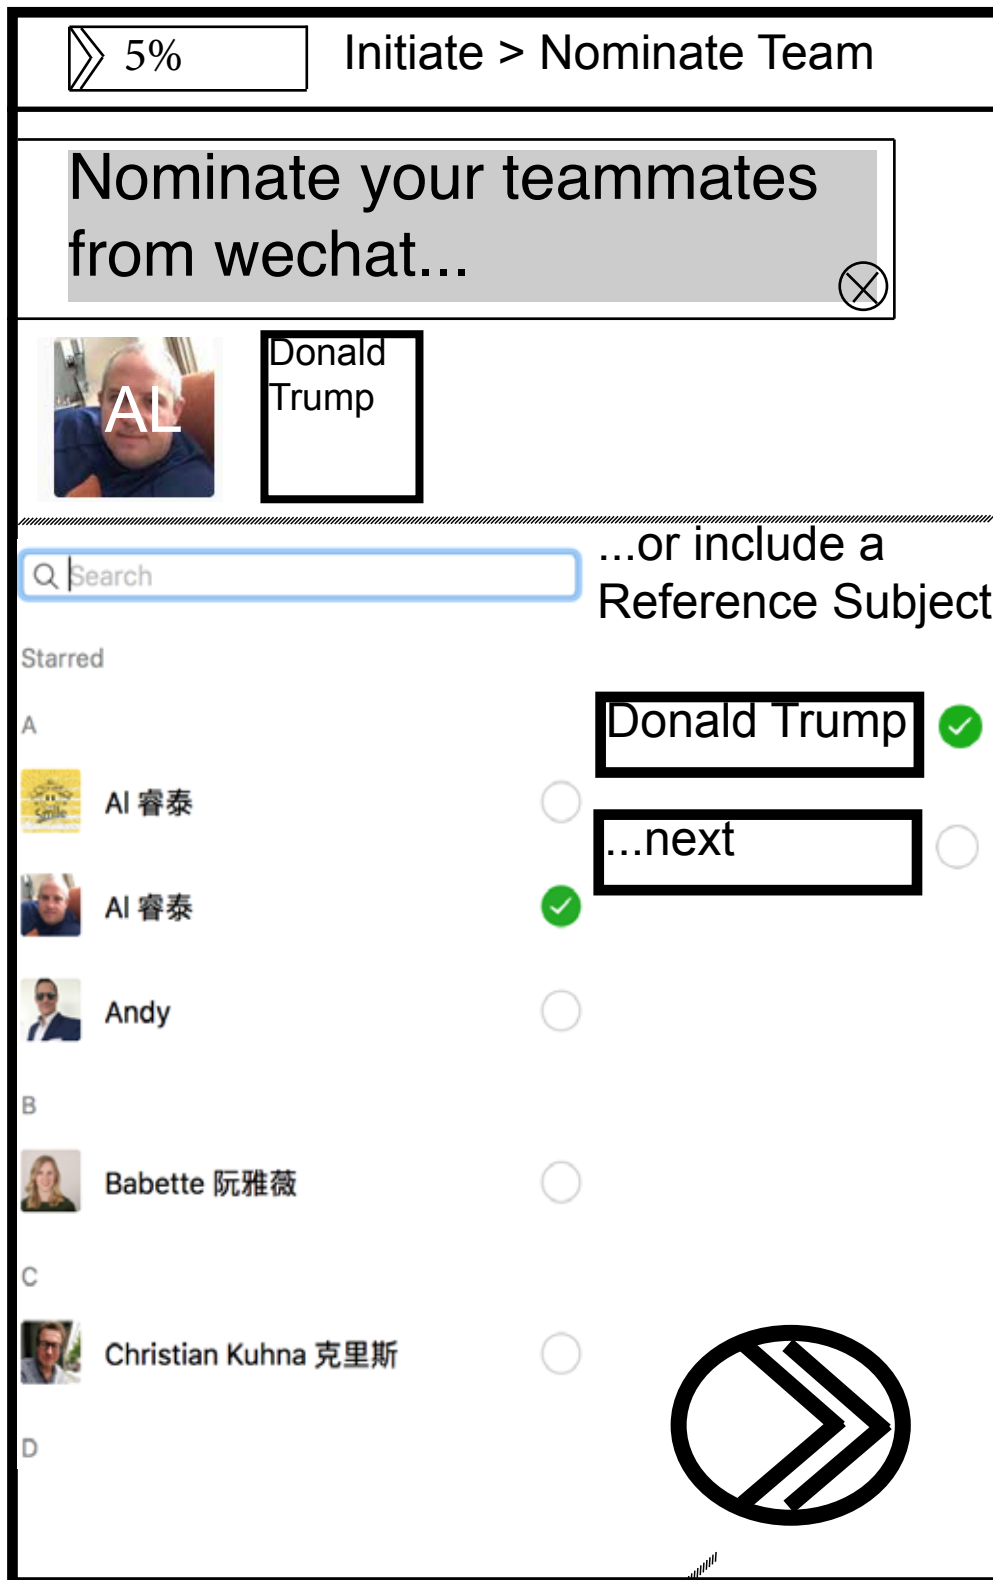 5%
Initiate > Nominate Team
Nominate your teammates
from wechat...
AL
Donald
Trump
...or include a
Reference Subject
Search
Starred
A
Donald Trump
Al 睿泰
...next
Al 睿泰
Andy
B
Babette 阮雅薇
C
Christian Kuhna 克里斯
D